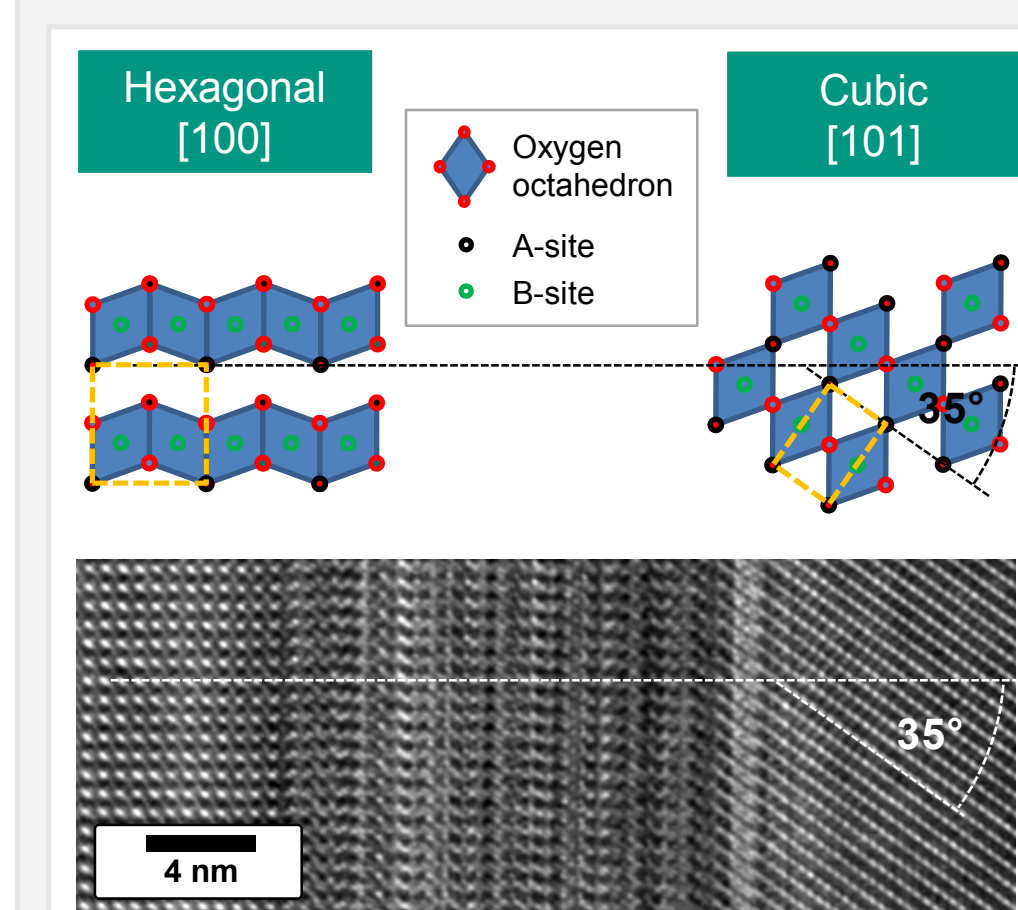 Hexagonal
[100]
Oxygen
octahedron
A-site
B-site
Cubic
[101]
35°
35°
4 nm